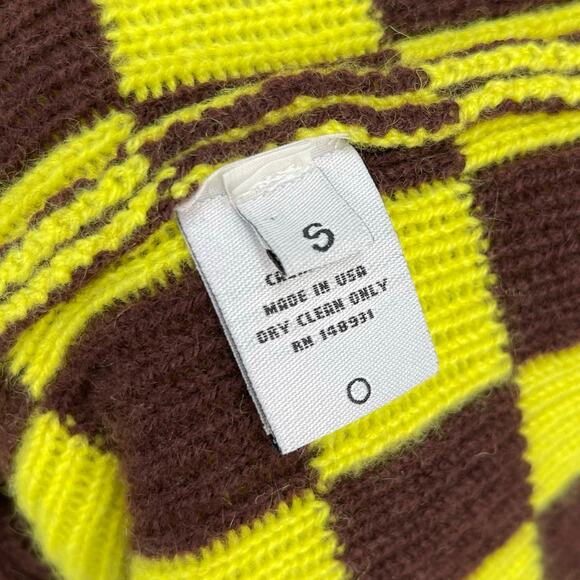 S
MADE IN USA
DRY CLEAN ONLY
RN 148931
O